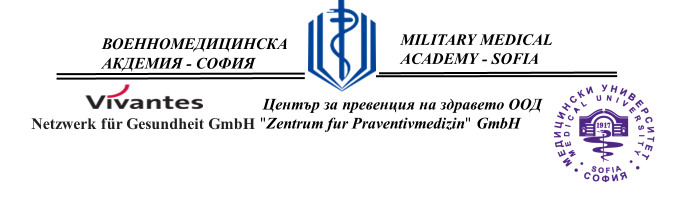 ВОЕННОМЕДИЦИНСКА
АКДЕМИЯ - СОФИЯ
MILITARY MEDICAL
ACADEMY - SOFIA
Vivantes
Netzwerk für Gesundheit GmbH
Център за превенция на здравето ООД
"Zentrum fur Praventivmedizin" GmbH
МЕДИЦИНСКИ УНИВЕРСИТЕТ
MEDICAL UNIVERSITY
1917
SOFIA
СОФИЯ